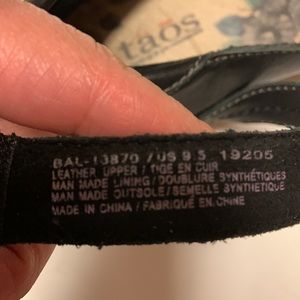 taos
BAL-13870 / US 9.5 19205
LEATHER UPPER / TIGE EN CUIR
MAN MADE LINING / DOUBLURE SYNTHÉTIQUES
MAN MADE OUTSOLE / SEMELLE SYNTHETIQUE
MADE IN CHINA / FABRIQUÉ EN CHINE